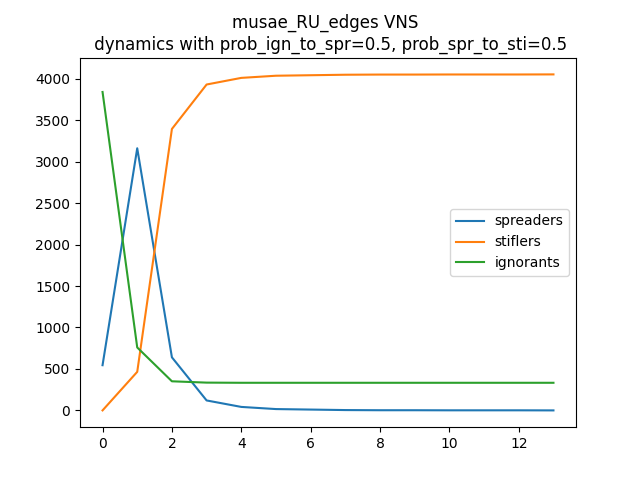 musae_RU_edges VNS
dynamics with prob_ign_to_spr=0.5, prob_spr_to_sti=0.5
4000
3500
3000
2500
2000
1500
1000
500
0
spreaders
stiflers
ignorants
0 2 4 6 8 10 12